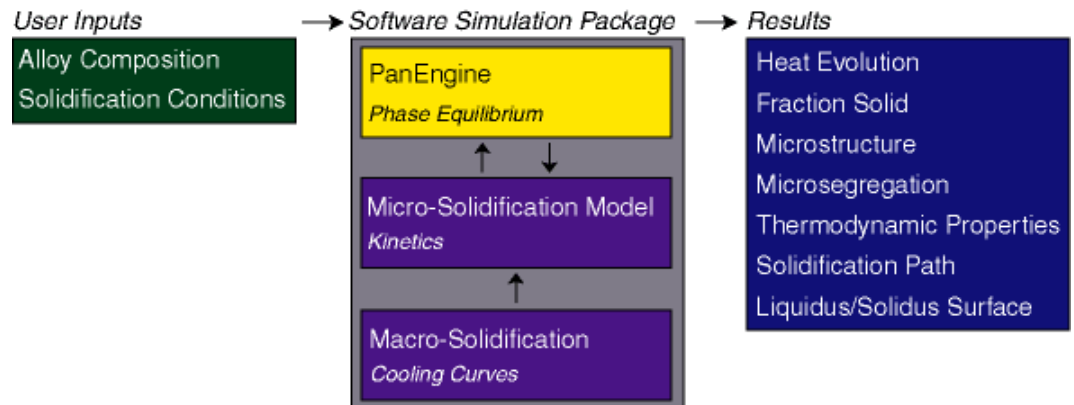 User Inputs
Software Simulation Package
Results
Alloy Composition
Solidification Conditions
PanEngine
Phase Equilibrium
Micro-Solidification Model
Kinetics
Macro-Solidification
Cooling Curves
Heat Evolution
Fraction Solid
Microstructure
Microsegregation
Thermodynamic Properties
Solidification Path
Liquidus/Solidus Surface